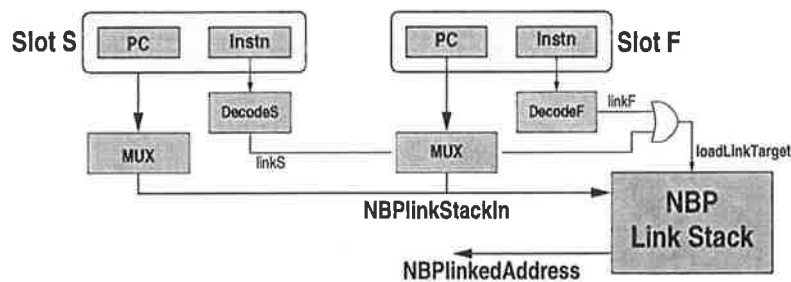 Slot S
PC
Instn
PC
Instn
Slot F
DecodeS
DecodeF
linkF
MUX
linkS
MUX
loadLinkTarget
NBPlinkStackIn
NBP
Link Stack
NBPlinkedAddress